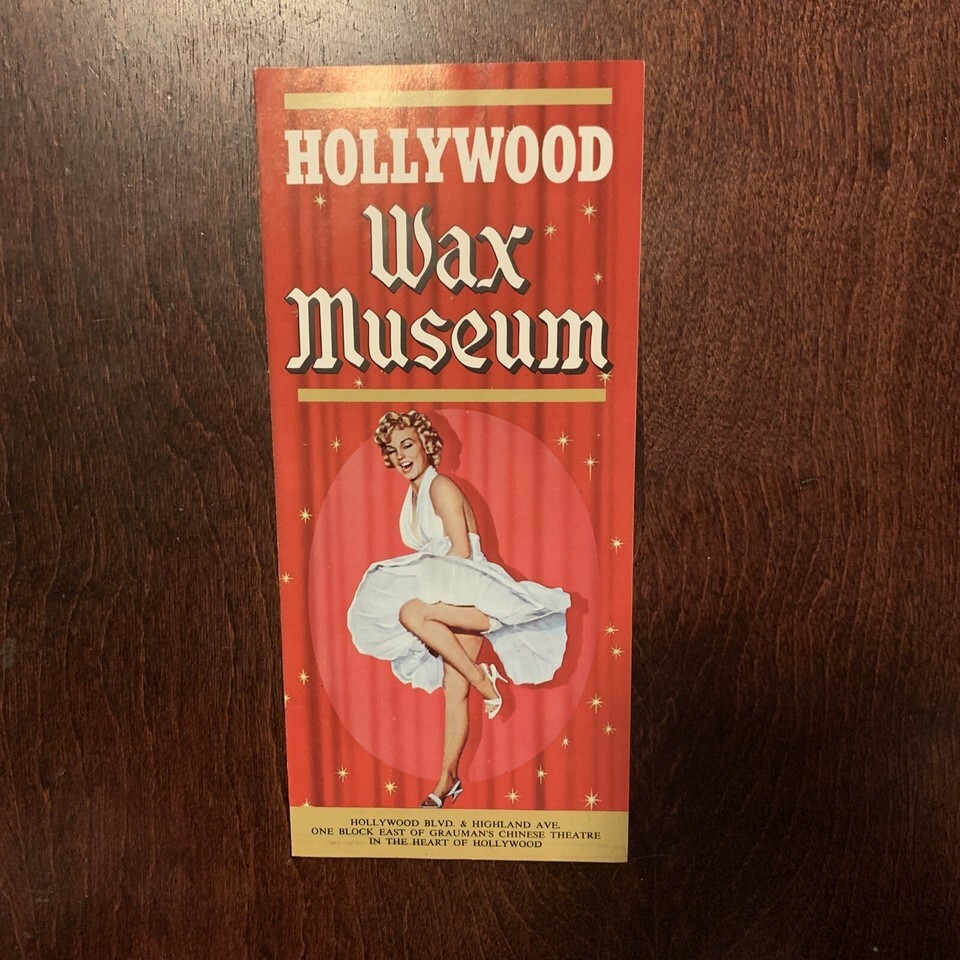 HOLLYWOOD
Wax
Museum
HOLLYWOOD BLVD. & HIGHLAND AVE.
ONE BLOCK EAST OF GRAUMAN'S CHINESE THEATRE
IN THE HEART OF HOLLYWOOD